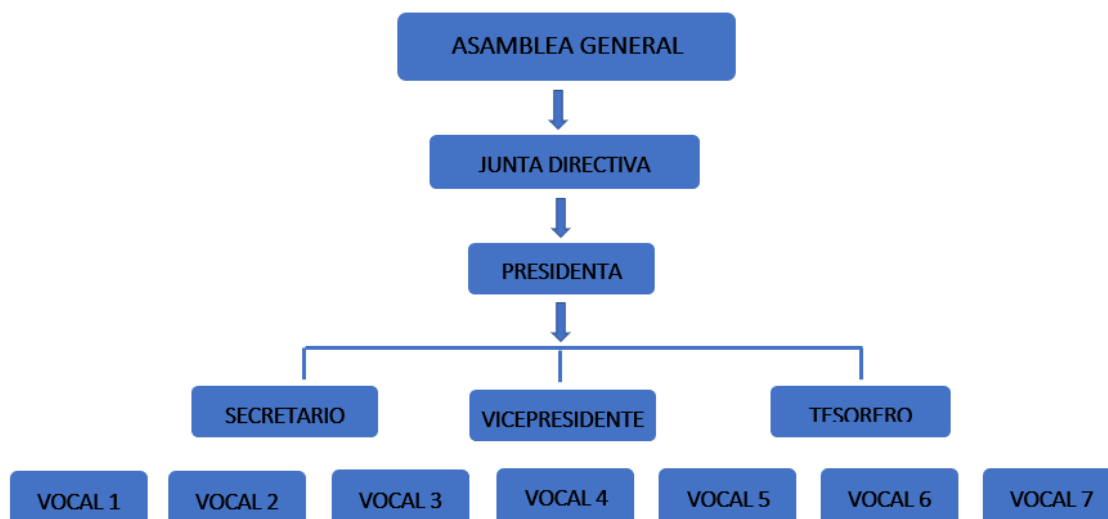 ASAMBLEA GENERAL
JUNTA DIRECTIVA
PRESIDENTA
SECRETARIO
VICEPRESIDENTE
TESORERO
VOCAL 1
VOCAL 2
VOCAL 3
VOCAL 4
VOCAL 5
VOCAL 6
VOCAL 7